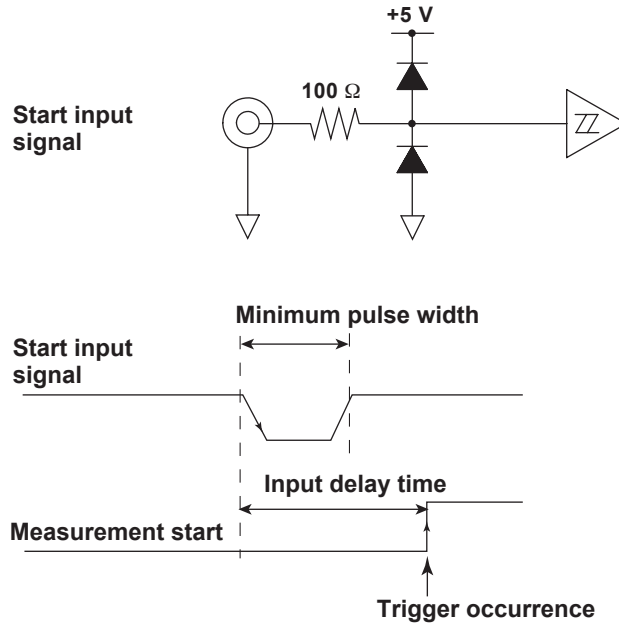 +5 V
100 Ω
Start input
signal
Minimum pulse width
Start input
signal
Input delay time
Measurement start
Trigger occurrence